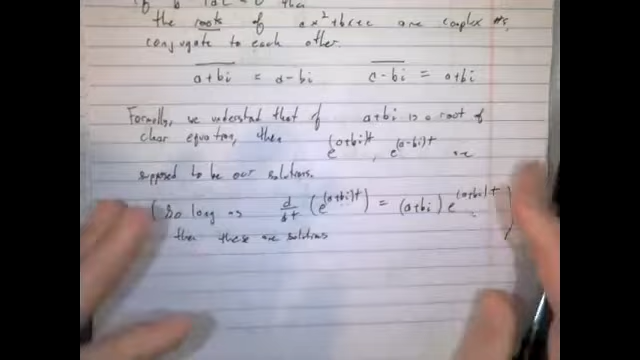 the roots of ax²+bx+c are complex #s,
conjugate to each other.
a+bi = a-bi a-bi = a+bi
Formally, we understand that if a+bi is a root of
char equation, then e^(a+bi)t , e^(a-bi)t are
supposed to be our solutions.
( So long as d/dt (e^(a+bi)t) = (a+bi) e^(a+bi)t )
then these are solutions